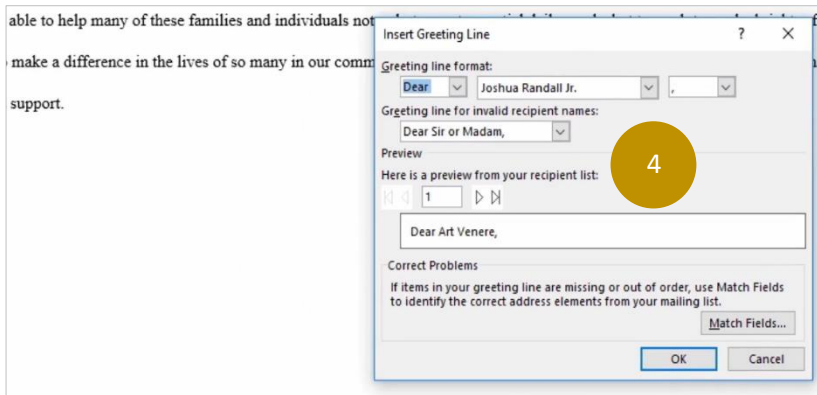 able to help many of these families and individuals
make a difference in the lives of so many in our
support.
Insert Greeting Line ? X
Greeting line format:
Dear Joshua Randall Jr. ,
Greeting line for invalid recipient names:
Dear Sir or Madam,
Preview
Here is a preview from your recipient list:
1
4
Dear Art Venere,
Correct Problems
If items in your greeting line are missing or out of order, use Match Fields
to identify the correct address elements from your mailing list.
Match Fields...
OK Cancel